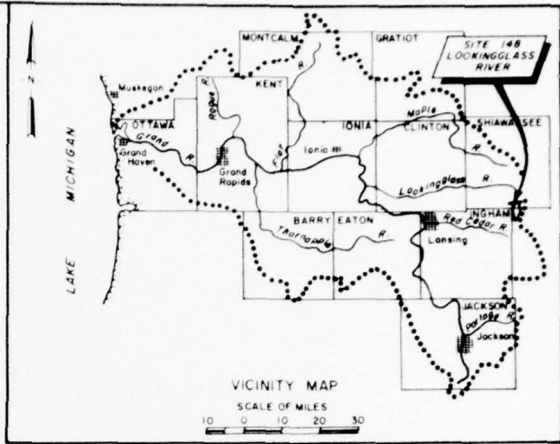 MONTCALM
GRATIOT
SITE 148
LOOKINGGLASS
RIVER
Muskegon
KENT
R.
Rogue R.
OTTAWA
IONIA
Maple
CLINTON
SHIAWASSEE
Grand R.
Grand
Haven
Flat
Ionia
R.
Grand
Rapids
Lookingglass R.
LAKE MICHIGAN
BARRY
EATON
INGHAM
Red Cedar R.
Thornapple R.
Lansing
JACKSON
Portage R.
Jackson
VICINITY MAP
SCALE OF MILES
10 0 10 20 30